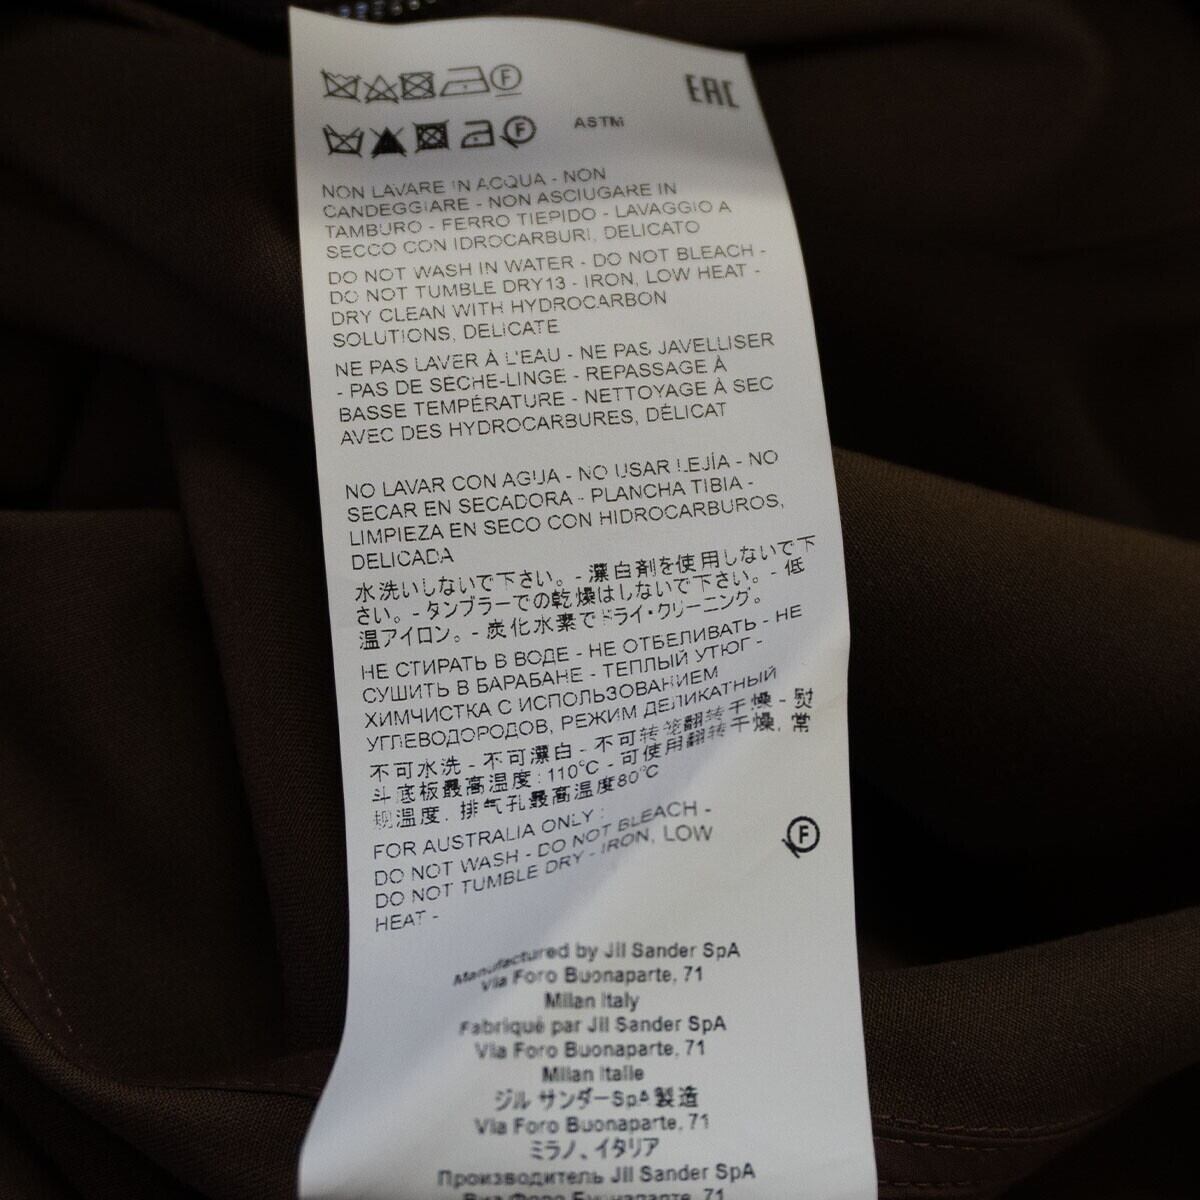 F
EAC
F ASTM
NON LAVARE IN ACQUA - NON
CANDEGGIARE - NON ASCIUGARE IN
TAMBURO - FERRO TIEPIDO - LAVAGGIO A
SECCO CON IDROCARBURI, DELICATO
DO NOT WASH IN WATER - DO NOT BLEACH -
DO NOT TUMBLE DRY13 - IRON, LOW HEAT -
DRY CLEAN WITH HYDROCARBON
SOLUTIONS, DELICATE
NE PAS LAVER À L'EAU - NE PAS JAVELLISER
- PAS DE SÈCHE-LINGE - REPASSAGE À
BASSE TEMPÉRATURE - NETTOYAGE À SEC
AVEC DES HYDROCARBURES, DÉLICAT
NO LAVAR CON AGUA - NO USAR LEJÍA - NO
SECAR EN SECADORA - PLANCHA TIBIA -
LIMPIEZA EN SECO CON HIDROCARBUROS,
DELICADA
水洗いしないで下さい。- 漂白剤を使用しないで下
さい。- タンブラーでの乾燥はしないで下さい。- 低
温アイロン。- 炭化水素でドライ・クリーニング。
НЕ СТИРАТЬ В ВОДЕ - НЕ ОТБЕЛИВАТЬ - НЕ
СУШИТЬ В БАРАБАНЕ - ТЕПЛЫЙ УТЮГ -
ХИМЧИСТКА С ИСПОЛЬЗОВАНИЕМ
УГЛЕВОДОРОДОВ, РЕЖИМ ДЕЛИКАТНЫЙ
不可水洗 - 不可漂白 - 不可转笼翻转干燥 - 熨
斗底板最高温度：110°C - 可使用翻转干燥, 常
规温度, 排气孔最高温度80°C
FOR AUSTRALIA ONLY :
DO NOT WASH - DO NOT BLEACH -
DO NOT TUMBLE DRY - IRON, LOW
HEAT -
F
Manufactured by Jil Sander SpA
Via Foro Buonaparte, 71
Milan Italy
Fabriqué par Jil Sander SpA
Via Foro Buonaparte, 71
Milan Italie
ジル サンダーSpA製造
Via Foro Buonaparte, 71
ミラノ、イタリア
Производитель Jil Sander SpA
Виа Форо Буонапарте, 71